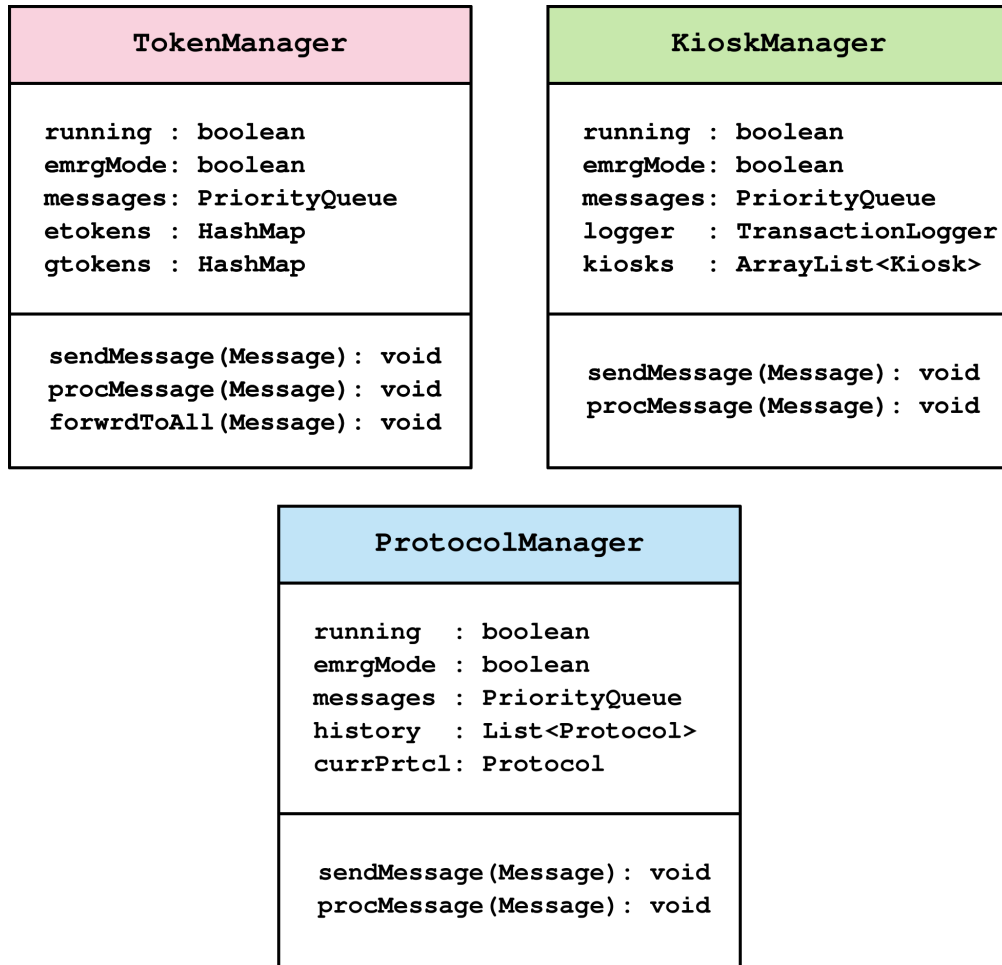 TokenManager
running : boolean
emrgMode: boolean
messages: PriorityQueue
etokens : HashMap
gtokens : HashMap
sendMessage(Message): void
procMessage(Message): void
forwrdToAll(Message): void
KioskManager
running : boolean
emrgMode: boolean
messages: PriorityQueue
logger : TransactionLogger
kiosks : ArrayList<Kiosk>
sendMessage(Message): void
procMessage(Message): void
ProtocolManager
running : boolean
emrgMode : boolean
messages : PriorityQueue
history : List<Protocol>
currPrtcl: Protocol
sendMessage(Message): void
procMessage(Message): void